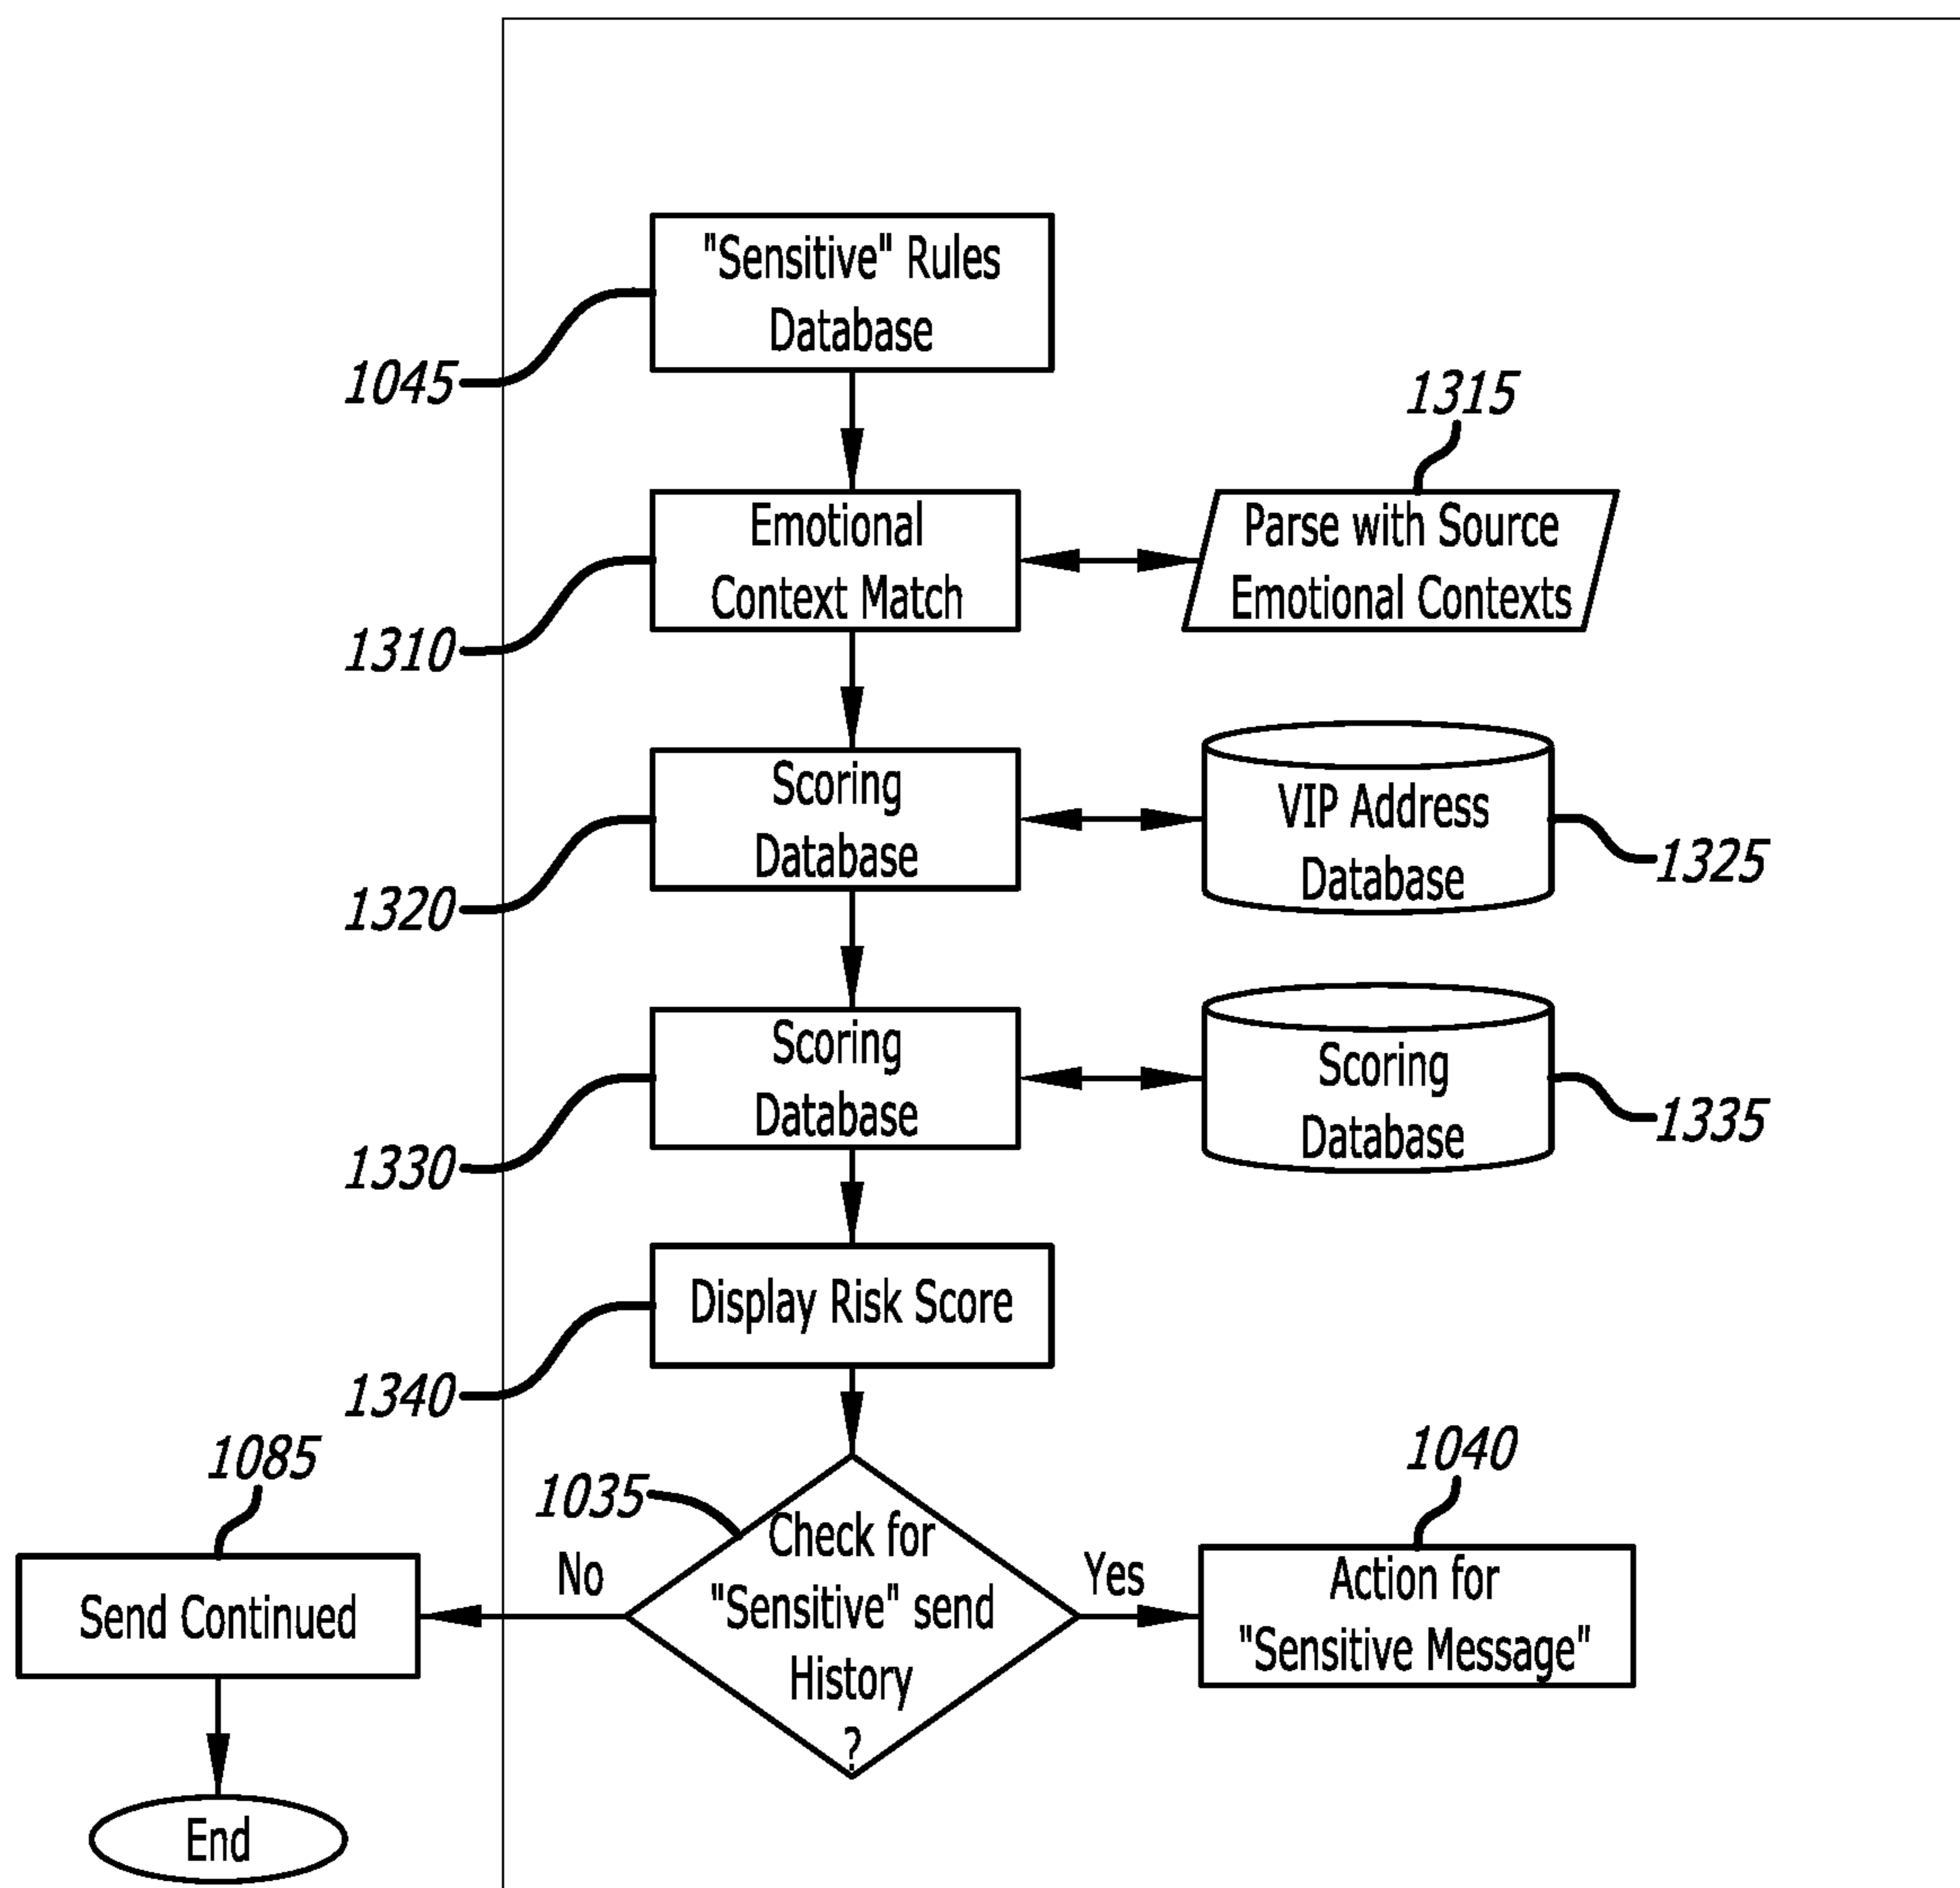 "Sensitive" Rules
Database
1045
1315
Emotional
Context Match
Parse with Source
Emotional Contexts
1310
Scoring
Database
VIP Address
Database
1325
1320
Scoring
Database
Scoring
Database
1335
1330
Display Risk Score
1340
1085
1035
1040
Check for
"Sensitive" send
History
?
No
Yes
Send Continued
Action for
"Sensitive Message"
End